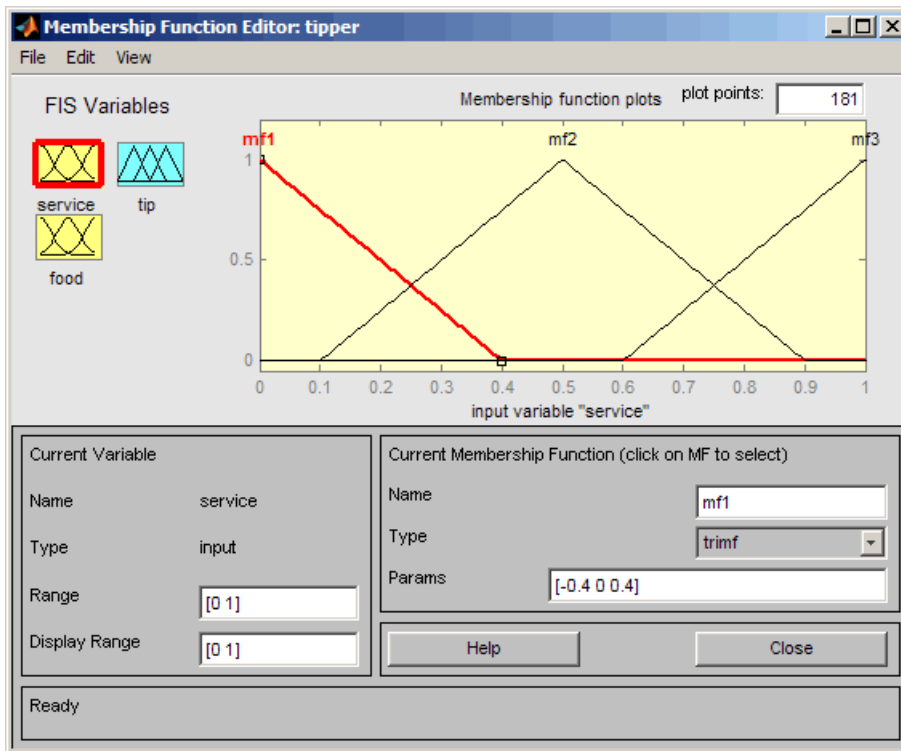 Membership Function Editor: tipper
File Edit View
FIS Variables
service
tip
food
Membership function plots
plot points:
181
mf1
mf2
mf3
1
0.5
0
0 0.1 0.2 0.3 0.4 0.5 0.6 0.7 0.8 0.9 1
input variable "service"
Current Variable
Name service
Type input
Range [0 1]
Display Range [0 1]
Current Membership Function (click on MF to select)
Name mf1
Type trimf
Params [-0.4 0 0.4]
Help
Close
Ready